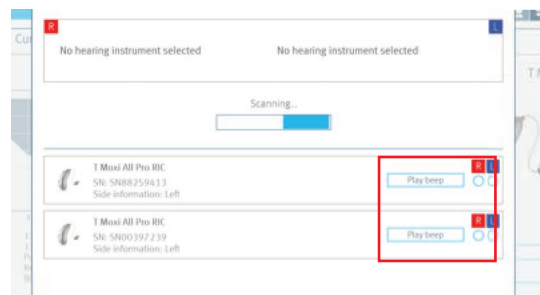 Cu
R
L
No hearing instrument selected
No hearing instrument selected
T M
Scanning...
T Moxi All Pro RIC
R L
SN: SN88259413
Play beep
Side information: Left
T Moxi All Pro RIC
R L
SN: SN00397239
Play beep
Side information: Left